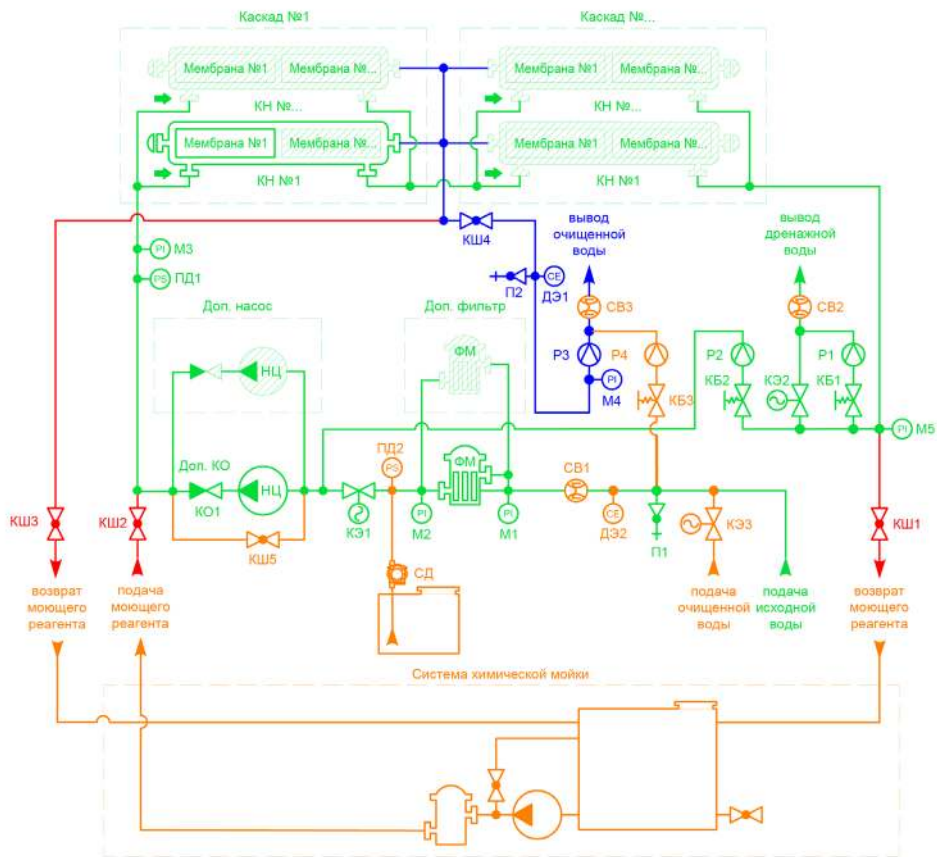 Каскад №1
Каскад №...
Мембрана №1
Мембрана №...
Мембрана №1
Мембрана №...
КН №...
КН №...
Мембрана №1
Мембрана №...
Мембрана №1
Мембрана №...
КН №1
КН №1
PI
М3
PS
ПД1
КШ4
П2
CE
ДЭ1
вывод
очищенной
воды
вывод
дренажной
воды
СВ3
СВ2
Доп. насос
Доп. фильтр
НЦ
ФМ
Р3
Р4
Р2
Р1
PI
М4
КБ3
КБ2
КЭ2
КБ1
PI
М5
Доп. КО
НЦ
КО1
КШ5
КЭ1
ПД2
PS
ФМ
PI
М2
PI
М1
СВ1
CE
ДЭ2
П1
КЭ3
КШ3
КШ2
КШ1
СД
возврат
моющего
реагента
подача
моющего
реагента
подача
очищенной
воды
подача
исходной
воды
возврат
моющего
реагента
Система химической мойки